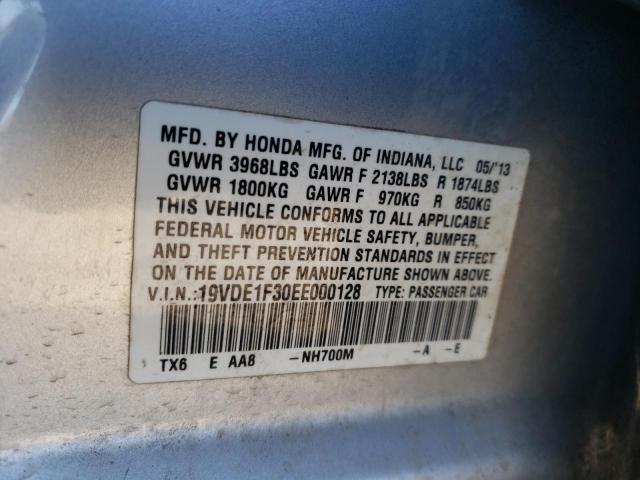 MFD. BY HONDA MFG. OF INDIANA, LLC 05/'13
GVWR 3968LBS GAWR F 2138LBS R 1874LBS
GVWR 1800KG GAWR F 970KG R 850KG
THIS VEHICLE CONFORMS TO ALL APPLICABLE
FEDERAL MOTOR VEHICLE SAFETY, BUMPER,
AND THEFT PREVENTION STANDARDS IN EFFECT
ON THE DATE OF MANUFACTURE SHOWN ABOVE.
V.I.N.:19VDE1F30EE000128 TYPE: PASSENGER CAR
TX6 E AA8 -NH700M -A -E